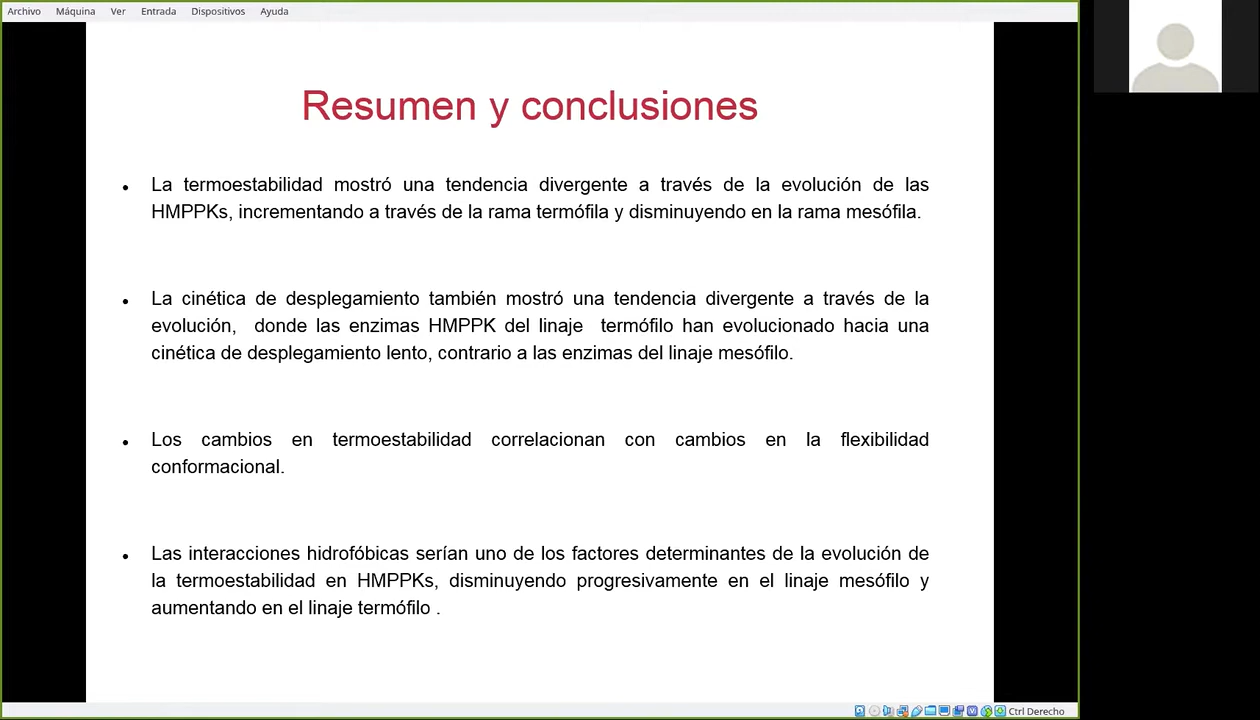 Archivo Máquina Ver Entrada Dispositivos Ayuda
Resumen y conclusiones
• La termoestabilidad mostró una tendencia divergente a través de la evolución de las
HMPPKs, incrementando a través de la rama termófila y disminuyendo en la rama mesófila.
• La cinética de desplegamiento también mostró una tendencia divergente a través de la
evolución, donde las enzimas HMPPK del linaje termófilo han evolucionado hacia una
cinética de desplegamiento lento, contrario a las enzimas del linaje mesófilo.
• Los cambios en termoestabilidad correlacionan con cambios en la flexibilidad
conformacional.
• Las interacciones hidrofóbicas serían uno de los factores determinantes de la evolución de
la termoestabilidad en HMPPKs, disminuyendo progresivamente en el linaje mesófilo y
aumentando en el linaje termófilo .
Ctrl Derecho